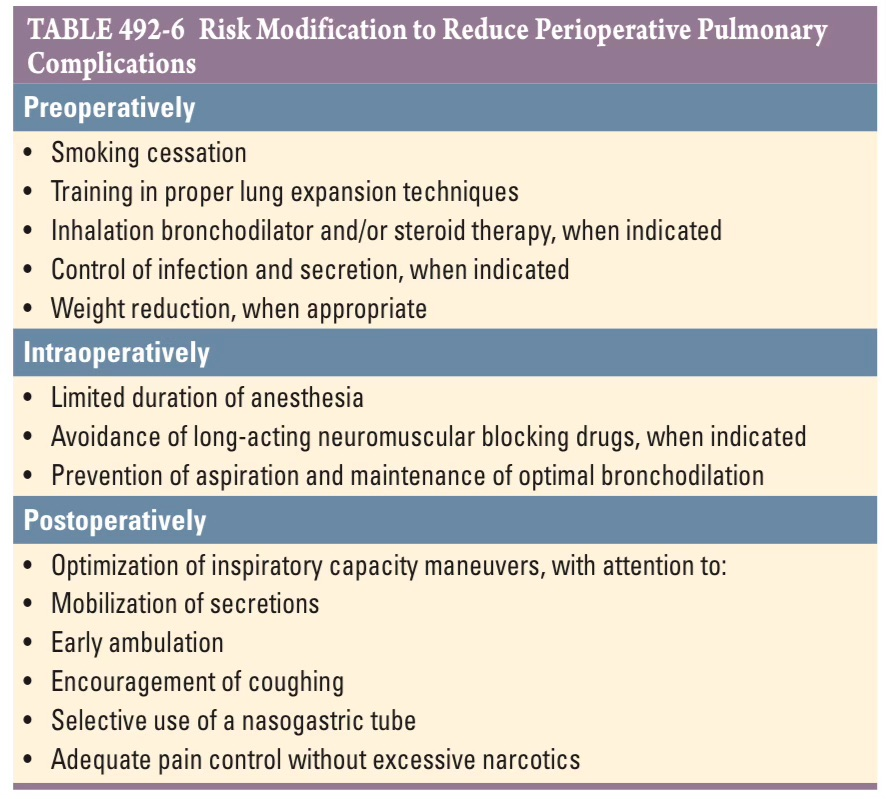 TABLE 492-6 Risk Modification to Reduce Perioperative Pulmonary
Complications
Preoperatively
• Smoking cessation
• Training in proper lung expansion techniques
• Inhalation bronchodilator and/or steroid therapy, when indicated
• Control of infection and secretion, when indicated
• Weight reduction, when appropriate
Intraoperatively
• Limited duration of anesthesia
• Avoidance of long-acting neuromuscular blocking drugs, when indicated
• Prevention of aspiration and maintenance of optimal bronchodilation
Postoperatively
• Optimization of inspiratory capacity maneuvers, with attention to:
• Mobilization of secretions
• Early ambulation
• Encouragement of coughing
• Selective use of a nasogastric tube
• Adequate pain control without excessive narcotics